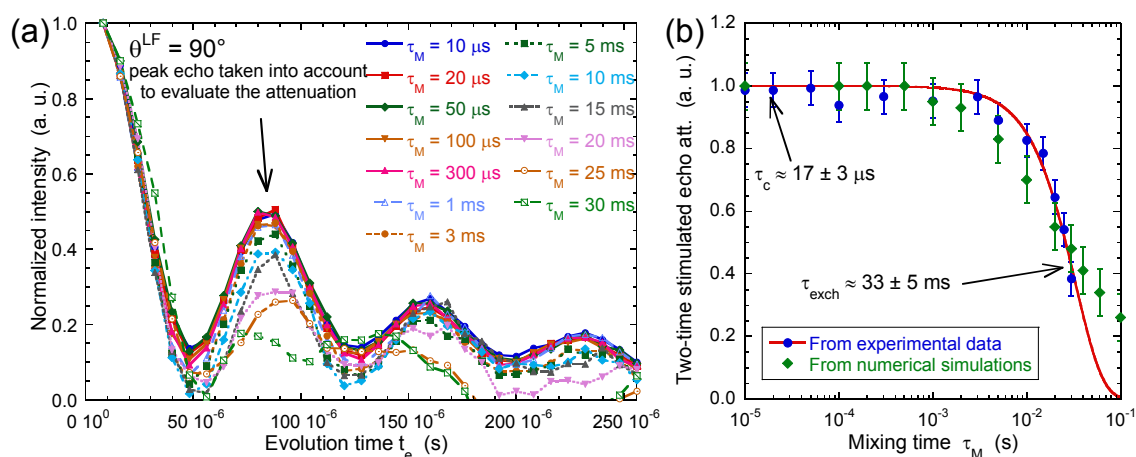 (a)
θ^LF = 90°
peak echo taken into account
to evaluate the attenuation
τ_M = 10 μs
τ_M = 20 μs
τ_M = 50 μs
τ_M = 100 μs
τ_M = 300 μs
τ_M = 1 ms
τ_M = 3 ms
τ_M = 5 ms
τ_M = 10 ms
τ_M = 15 ms
τ_M = 20 ms
τ_M = 25 ms
τ_M = 30 ms
Normalized intensity (a. u.)
1.0
0.8
0.6
0.4
0.2
0.0
0 10^0
50 10^-6
100 10^-6
150 10^-6
200 10^-6
250 10^-6
Evolution time t_e (s)
(b)
Two-time stimulated echo att. (a. u.)
1.2
1.0
0.8
0.6
0.4
0.2
0.0
τ_c ≈ 17 ± 3 μs
τ_exch ≈ 33 ± 5 ms
From experimental data
From numerical simulations
10^-5
10^-4
10^-3
10^-2
10^-1
Mixing time τ_M (s)